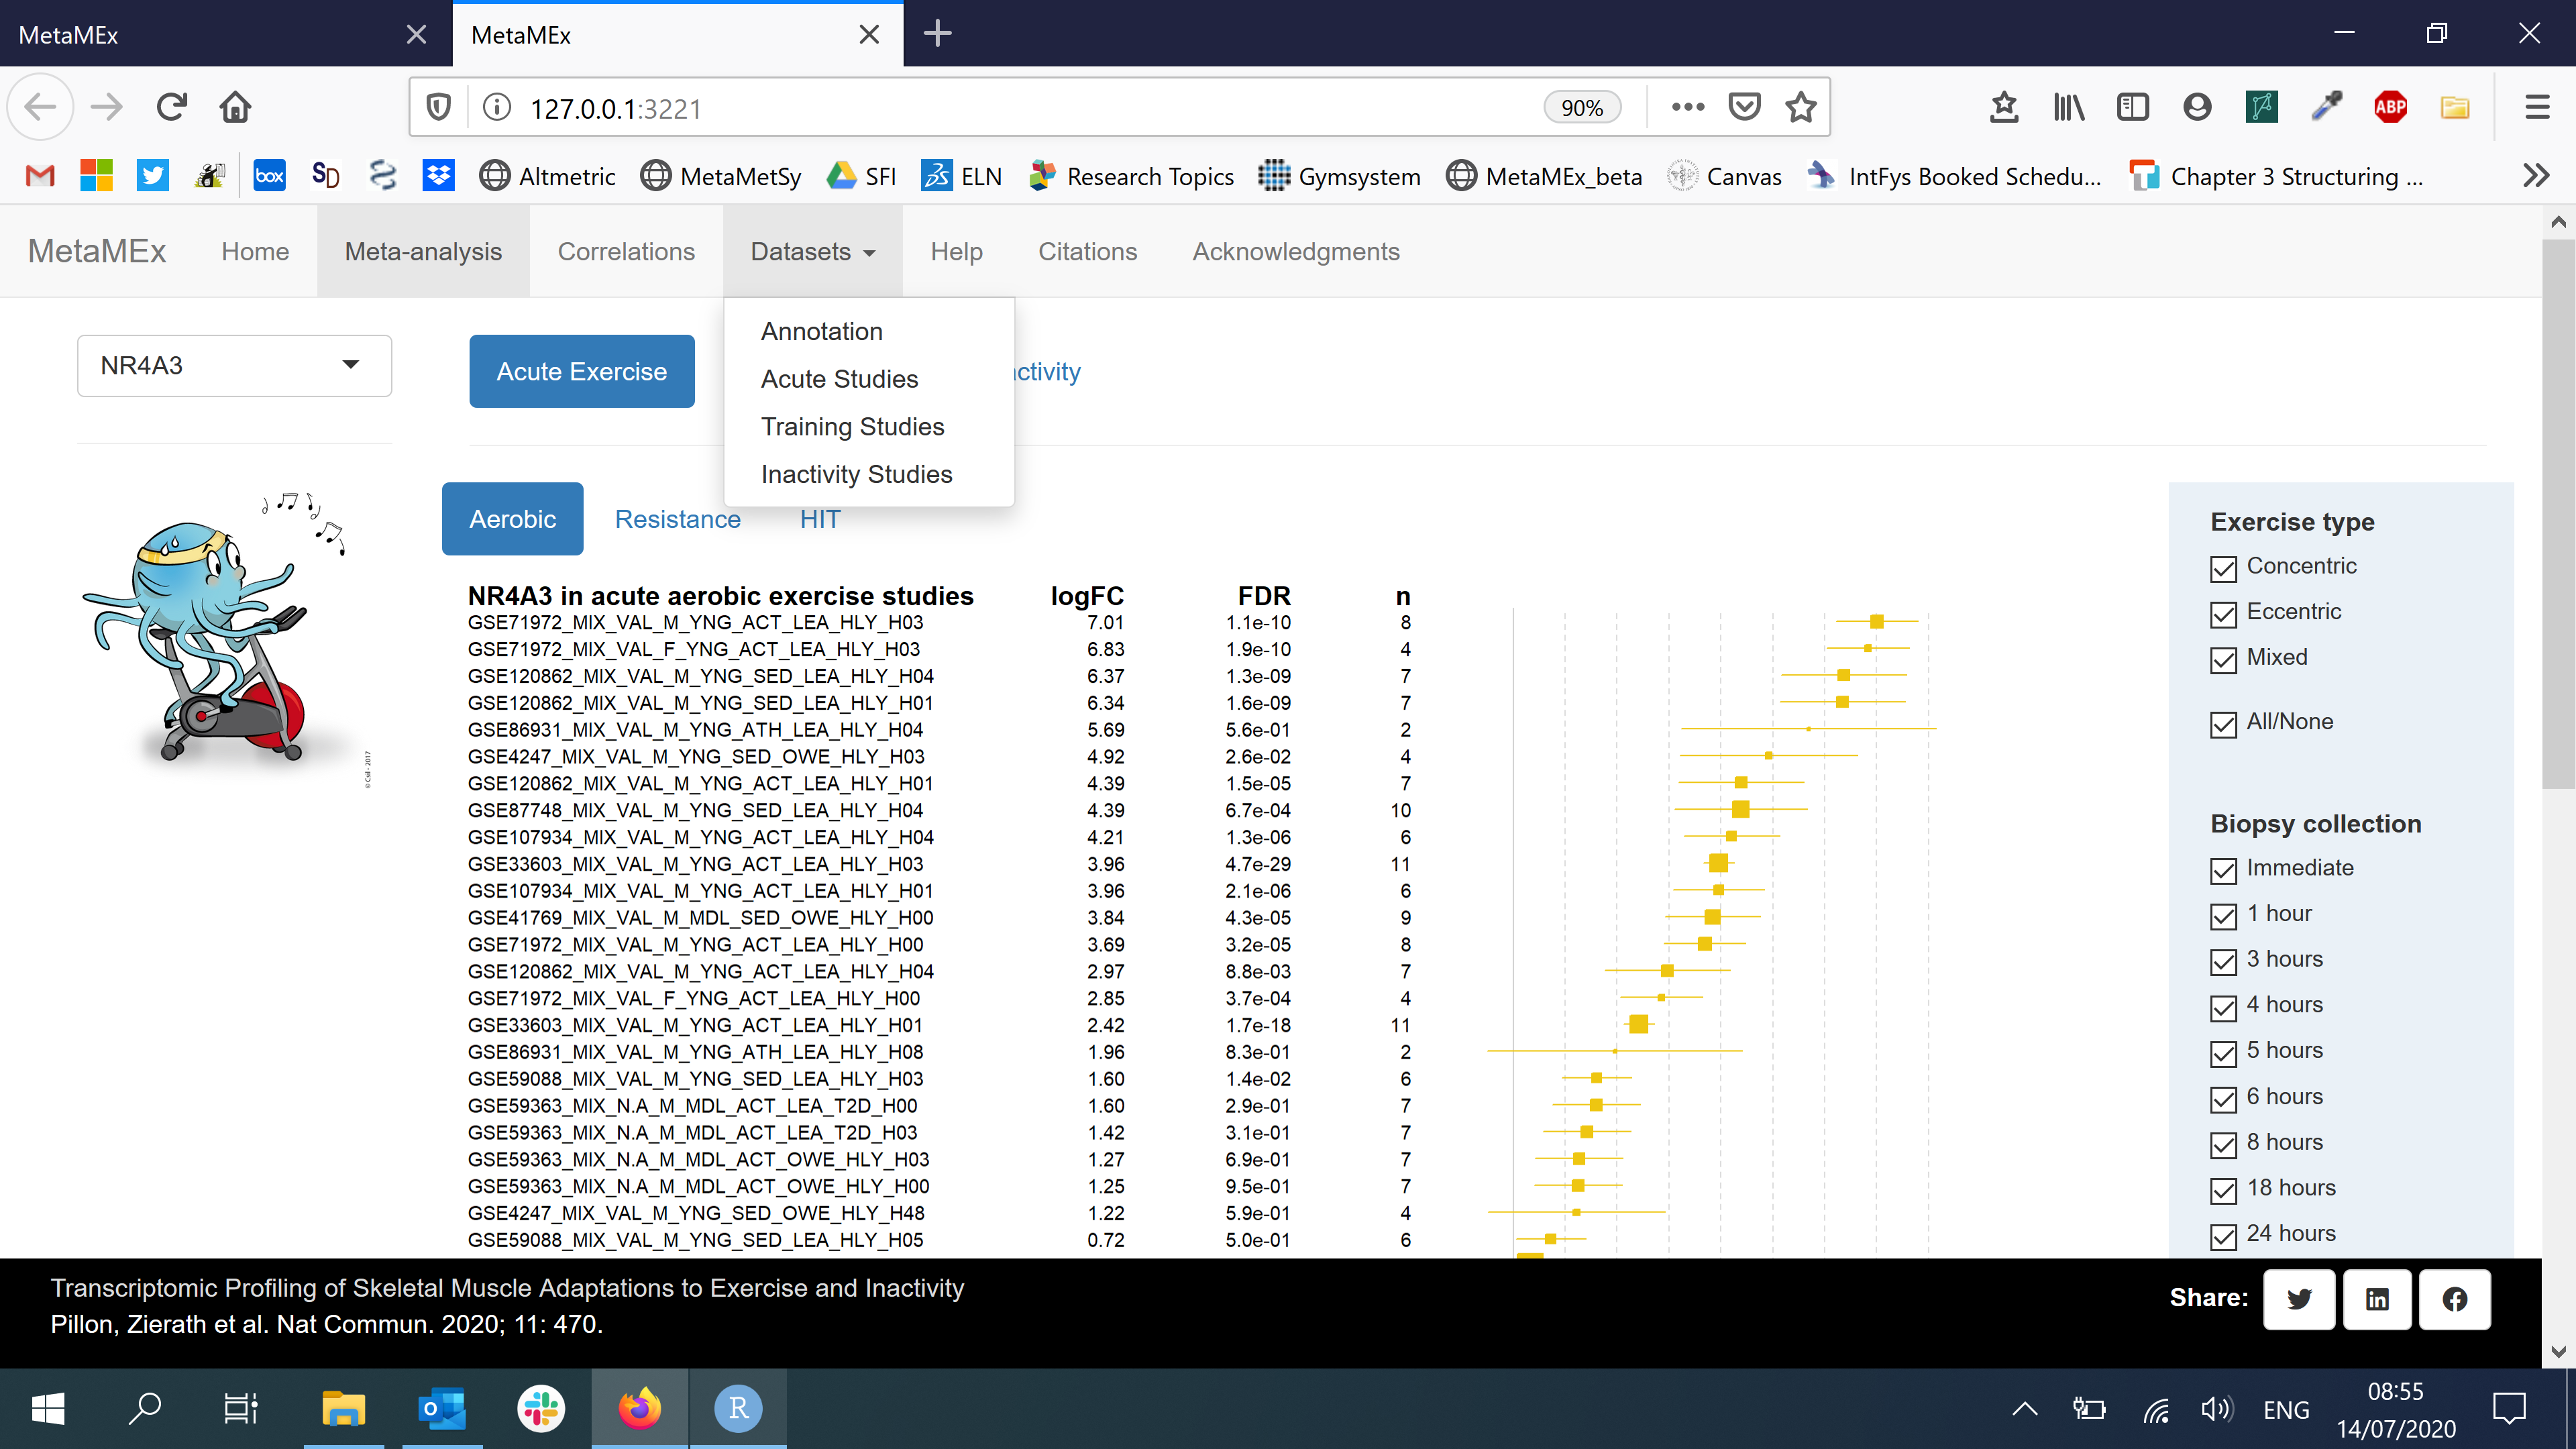 MetaMEx
MetaMEx
127.0.0.1:3221
90%
ABP
box
SD
Altmetric
MetaMetSy
SFI
ELN
Research Topics
Gymsystem
MetaMEx_beta
Canvas
IntFys Booked Schedu...
Chapter 3 Structuring ...
MetaMEx Home Meta-analysis Correlations Datasets Help Citations Acknowledgments
Annotation
Acute Studies
Training Studies
Inactivity Studies
NR4A3
Acute Exercise
ctivity
Aerobic Resistance HIT
© Csil - 2017
NR4A3 in acute aerobic exercise studies logFC FDR n
GSE71972_MIX_VAL_M_YNG_ACT_LEA_HLY_H03 7.01 1.1e-10 8
GSE71972_MIX_VAL_F_YNG_ACT_LEA_HLY_H03 6.83 1.9e-10 4
GSE120862_MIX_VAL_M_YNG_SED_LEA_HLY_H04 6.37 1.3e-09 7
GSE120862_MIX_VAL_M_YNG_SED_LEA_HLY_H01 6.34 1.6e-09 7
GSE86931_MIX_VAL_M_YNG_ATH_LEA_HLY_H04 5.69 5.6e-01 2
GSE4247_MIX_VAL_M_YNG_SED_OWE_HLY_H03 4.92 2.6e-02 4
GSE120862_MIX_VAL_M_YNG_ACT_LEA_HLY_H01 4.39 1.5e-05 7
GSE87748_MIX_VAL_M_YNG_SED_LEA_HLY_H04 4.39 6.7e-04 10
GSE107934_MIX_VAL_M_YNG_ACT_LEA_HLY_H04 4.21 1.3e-06 6
GSE33603_MIX_VAL_M_YNG_ACT_LEA_HLY_H03 3.96 4.7e-29 11
GSE107934_MIX_VAL_M_YNG_ACT_LEA_HLY_H01 3.96 2.1e-06 6
GSE41769_MIX_VAL_M_MDL_SED_OWE_HLY_H00 3.84 4.3e-05 9
GSE71972_MIX_VAL_M_YNG_ACT_LEA_HLY_H00 3.69 3.2e-05 8
GSE120862_MIX_VAL_M_YNG_ACT_LEA_HLY_H04 2.97 8.8e-03 7
GSE71972_MIX_VAL_F_YNG_ACT_LEA_HLY_H00 2.85 3.7e-04 4
GSE33603_MIX_VAL_M_YNG_ACT_LEA_HLY_H01 2.42 1.7e-18 11
GSE86931_MIX_VAL_M_YNG_ATH_LEA_HLY_H08 1.96 8.3e-01 2
GSE59088_MIX_VAL_M_YNG_SED_LEA_HLY_H03 1.60 1.4e-02 6
GSE59363_MIX_N.A_M_MDL_ACT_LEA_T2D_H00 1.60 2.9e-01 7
GSE59363_MIX_N.A_M_MDL_ACT_LEA_T2D_H03 1.42 3.1e-01 7
GSE59363_MIX_N.A_M_MDL_ACT_OWE_HLY_H03 1.27 6.9e-01 7
GSE59363_MIX_N.A_M_MDL_ACT_OWE_HLY_H00 1.25 9.5e-01 7
GSE4247_MIX_VAL_M_YNG_SED_OWE_HLY_H48 1.22 5.9e-01 4
GSE59088_MIX_VAL_M_YNG_SED_LEA_HLY_H05 0.72 5.0e-01 6
Exercise type
Concentric
Eccentric
Mixed
All/None
Biopsy collection
Immediate
1 hour
3 hours
4 hours
5 hours
6 hours
8 hours
18 hours
24 hours
Transcriptomic Profiling of Skeletal Muscle Adaptations to Exercise and Inactivity
Pillon, Zierath et al. Nat Commun. 2020; 11: 470.
Share:
ENG
08:55
14/07/2020